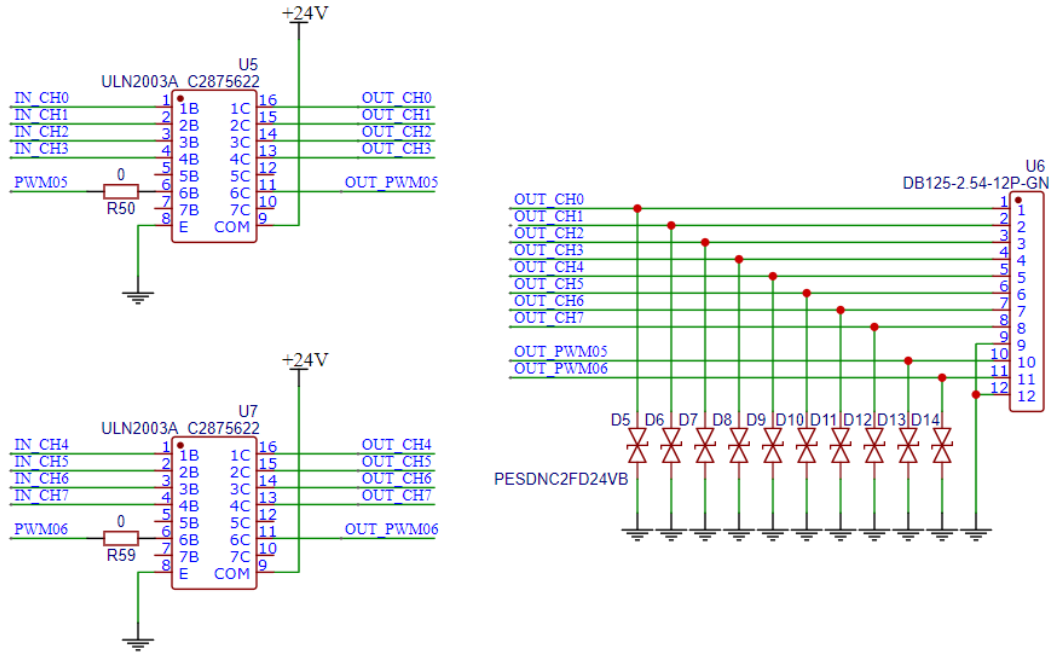 +24V
U5
ULN2003A C2875622
IN_CH0 1 1B 1C 16 OUT_CH0
IN_CH1 2 2B 2C 15 OUT_CH1
IN_CH2 3 3B 3C 14 OUT_CH2
IN_CH3 4 4B 4C 13 OUT_CH3
5 5B 5C 12
PWM05 0 6 6B 6C 11 OUT_PWM05
R50 7 7B 7C 10
8 E COM 9
+24V
U7
ULN2003A C2875622
IN_CH4 1 1B 1C 16 OUT_CH4
IN_CH5 2 2B 2C 15 OUT_CH5
IN_CH6 3 3B 3C 14 OUT_CH6
IN_CH7 4 4B 4C 13 OUT_CH7
5 5B 5C 12
PWM06 0 6 6B 6C 11 OUT_PWM06
R59 7 7B 7C 10
8 E COM 9
U6
DB125-2.54-12P-GN
OUT_CH0 1 1
OUT_CH1 2 2
OUT_CH2 3 3
OUT_CH3 4 4
OUT_CH4 5 5
OUT_CH5 6 6
OUT_CH6 7 7
OUT_CH7 8 8
9 9
OUT_PWM05 10 10
OUT_PWM06 11 11
12 12
D5 D6 D7 D8 D9 D10 D11 D12 D13 D14
PESDNC2FD24VB